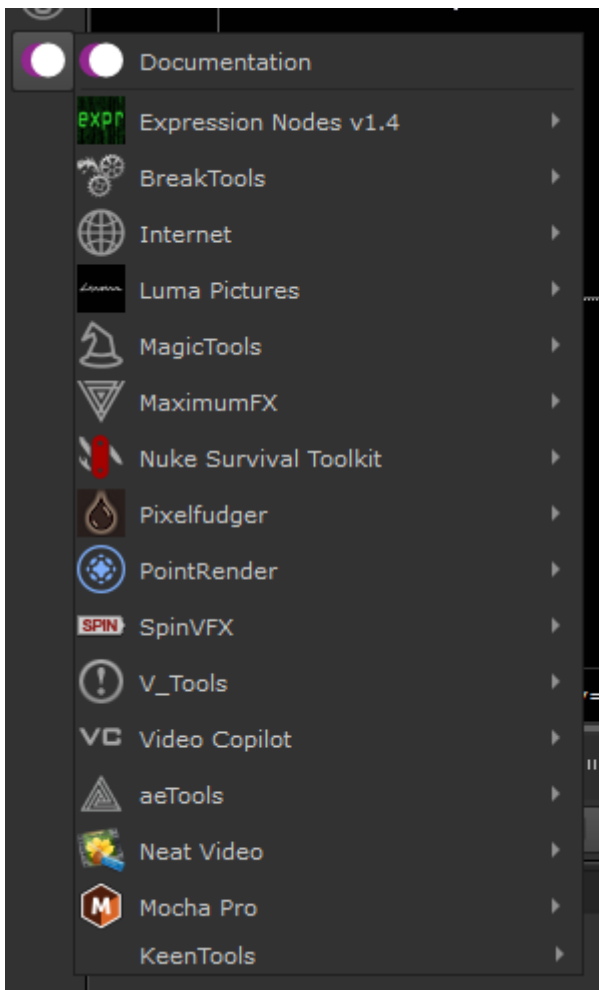 Documentation
expr Expression Nodes v1.4
BreakTools
Internet
Luma Pictures
MagicTools
MaximumFX
Nuke Survival Toolkit
Pixelfudger
PointRender
SPIN SpinVFX
V_Tools
VC Video Copilot
aeTools
Neat Video
M Mocha Pro
KeenTools